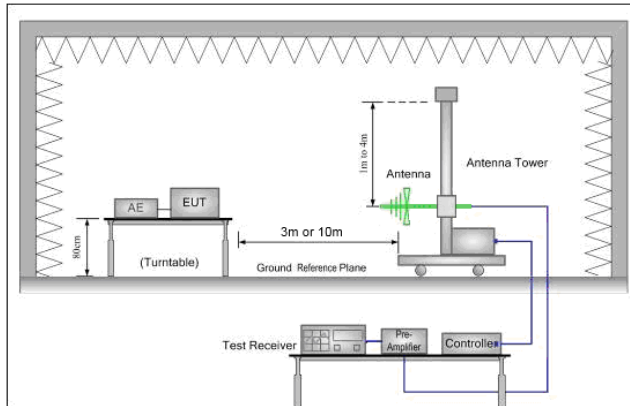 1m to 4m
Antenna
Antenna Tower
AE
EUT
3m or 10m
80cm
(Turntable)
Ground Reference Plane
Test Receiver
Pre-
Amplifier
Controlle